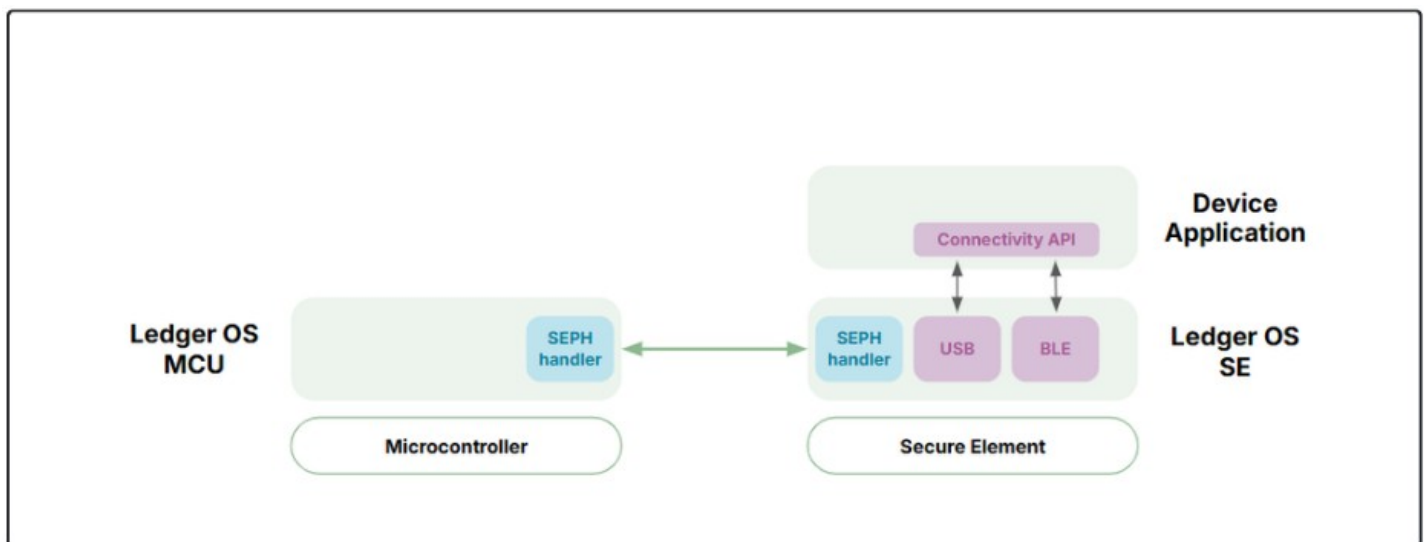 Device
Application
Connectivity API
Ledger OS
MCU
SEPH
handler
SEPH
handler
USB
BLE
Ledger OS
SE
Microcontroller
Secure Element